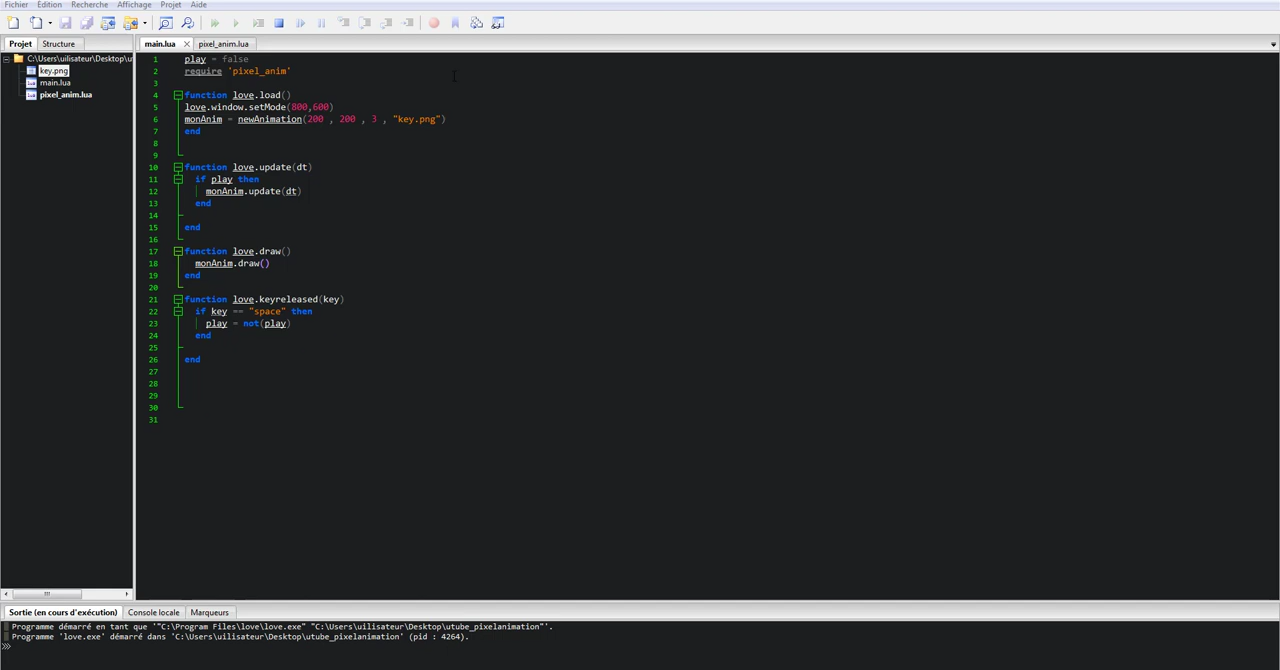 Fichier Édition Recherche Affichage Projet Aide
Projet Structure
main.lua pixel_anim.lua
C:\Users\uilisateur\Desktop\u
key.png
main.lua
pixel_anim.lua
1 play = false
2 require 'pixel_anim'
3
4 function love.load()
5 love.window.setMode(800,600)
6 monAnim = newAnimation(200 , 200 , 3 , "key.png")
7 end
8
9
10 function love.update(dt)
11 if play then
12 monAnim.update(dt)
13 end
14
15 end
16
17 function love.draw()
18 monAnim.draw()
19 end
20
21 function love.keyreleased(key)
22 if key == "space" then
23 play = not(play)
24 end
25
26 end
27
28
29
30
31
Sortie (en cours d'exécution) Console locale Marqueurs
Programme démarré en tant que '"C:\Program Files\love\love.exe" "C:\Users\uilisateur\Desktop\utube_pixelanimation"'.
Programme 'love.exe' démarré dans 'C:\Users\uilisateur\Desktop\utube_pixelanimation' (pid : 4264).